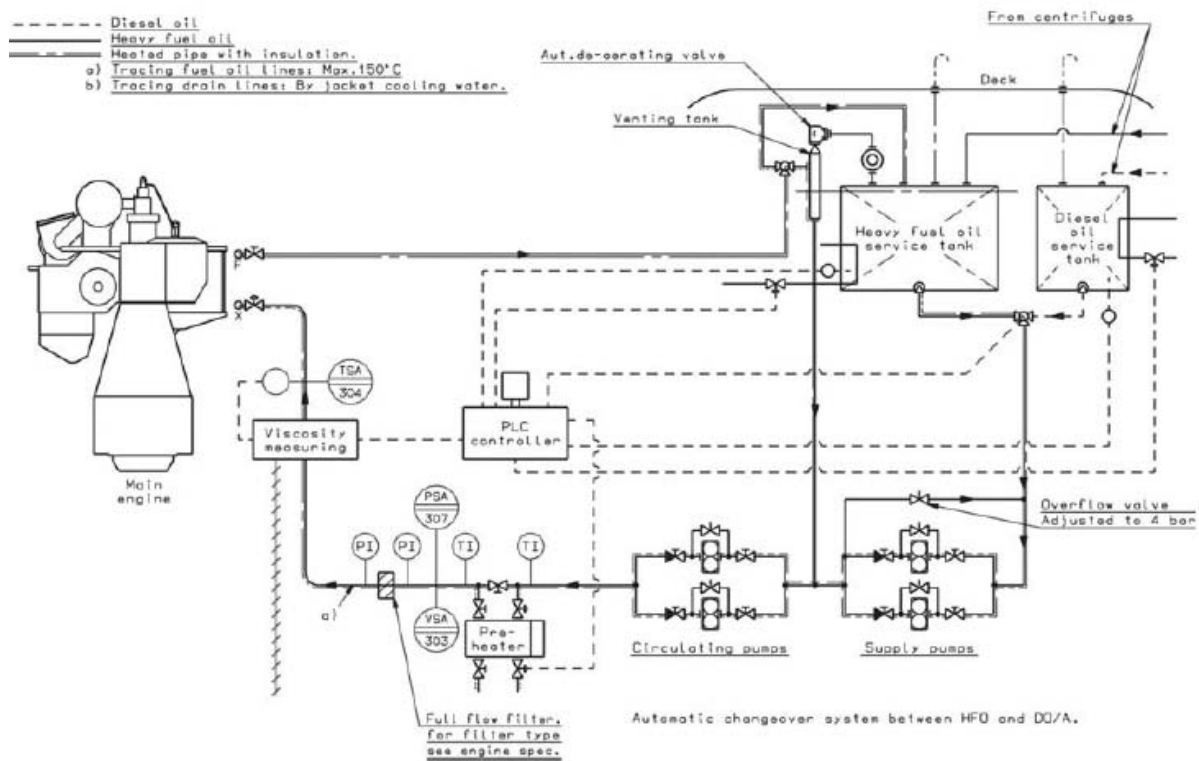 Diesel oil
Heavy fuel oil
Heated pipe with insulation.
a) Tracing fuel oil lines: Max.150°C
b) Tracing drain lines: By jacket cooling water.
From centrifuges
Aut.de-aerating valve
Deck
Venting tank
Heavy fuel oil
service tank
Diesel
oil
service
tank
F
X
TSA
304
Viscosity
measuring
PLC
controller
Main
engine
PSA
307
Overflow valve
Adjusted to 4 bar
PI
PI
TI
TI
a)
VSA
303
Pre-
heater
Circulating pumps
Supply pumps
Full flow filter.
for filter type
see engine spec.
Automatic changeover system between HFO and DO/A.